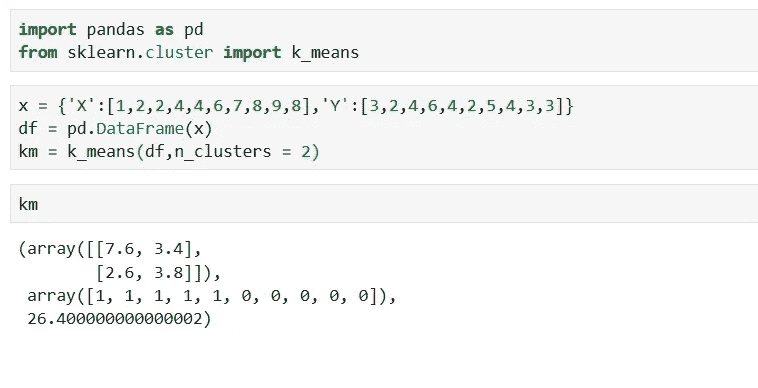 import pandas as pd
from sklearn.cluster import k_means
x = {'X':[1,2,2,4,4,6,7,8,9,8],'Y':[3,2,4,6,4,2,5,4,3,3]}
df = pd.DataFrame(x)
km = k_means(df,n_clusters = 2)
km
(array([[7.6, 3.4],
        [2.6, 3.8]]),
 array([1, 1, 1, 1, 1, 0, 0, 0, 0, 0]),
 26.400000000000002)